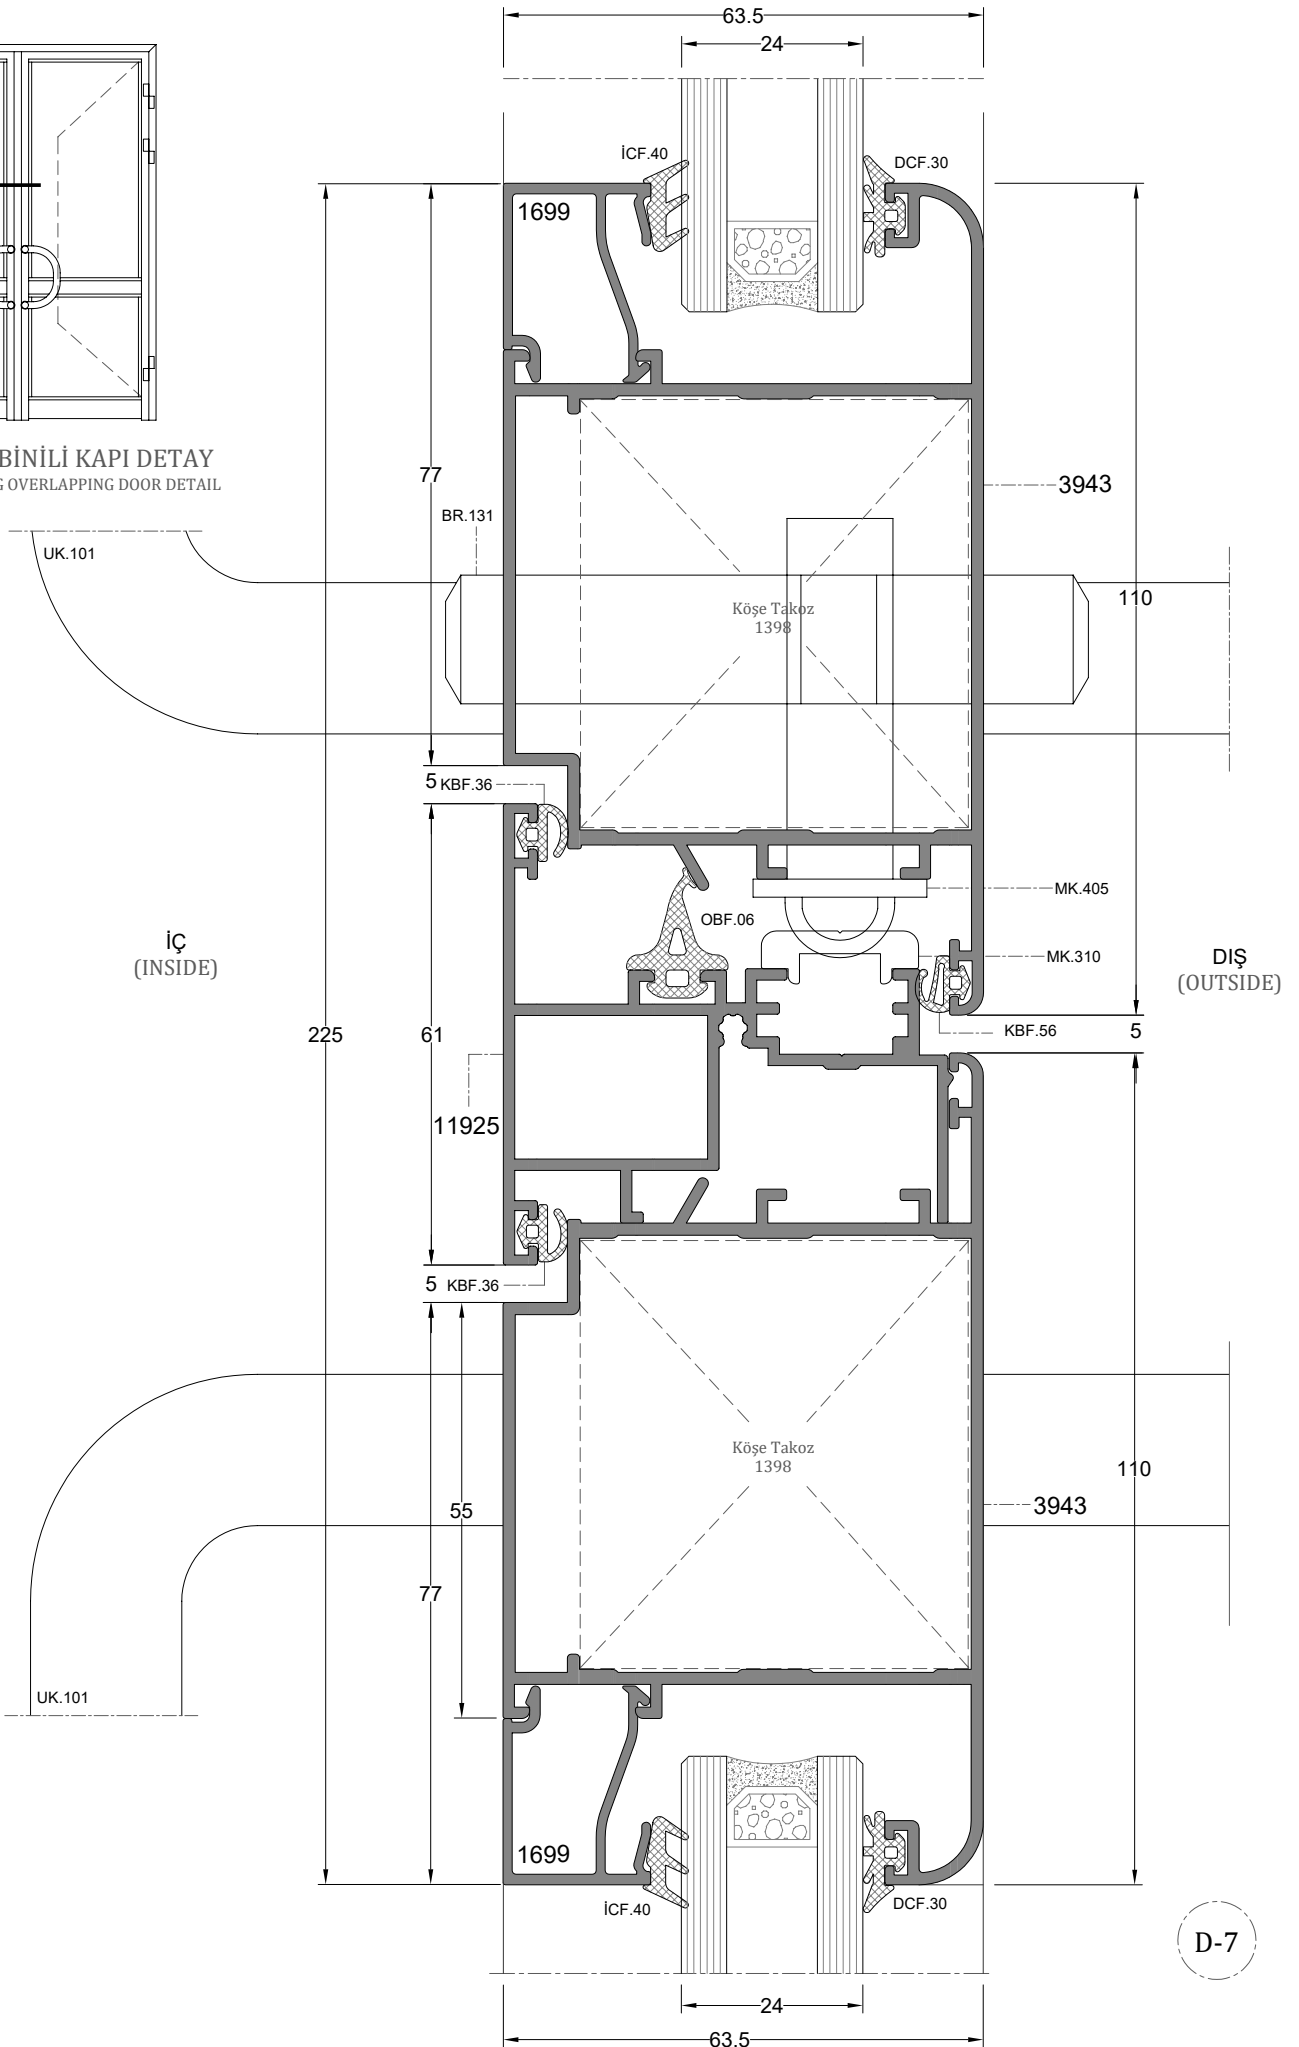 63.5
24
İCF.40
DCF.30
1699
BİNİLİ KAPI DETAY
OVERLAPPING DOOR DETAIL
77
3943
BR.131
UK.101
110
Köşe Takoz
1398
5
KBF.36
MK.405
OBF.06
İÇ
(INSIDE)
MK.310
DIŞ
(OUTSIDE)
225
61
KBF.56
5
11925
5
KBF.36
Köşe Takoz
1398
110
55
3943
77
UK.101
1699
İCF.40
DCF.30
D-7
24
63.5